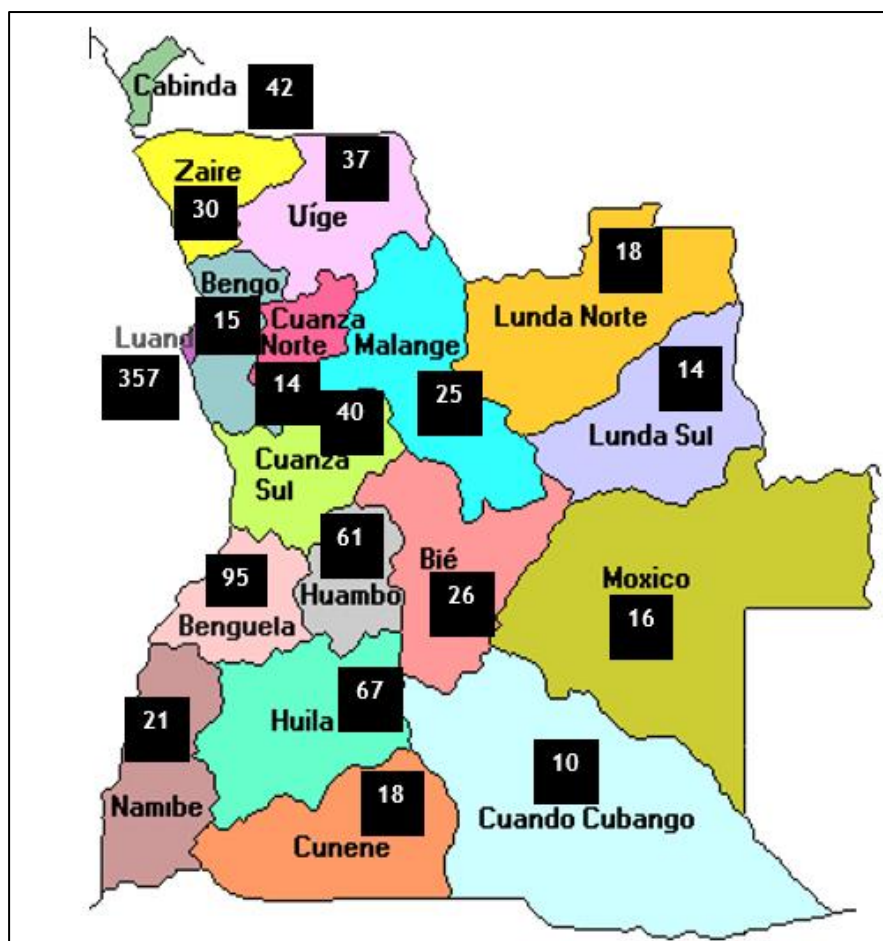 Cabinda
42
Zaire
37
30
Uíge
18
Bengo
15
Cuanza
Norte
Luand
Malange
Lunda Norte
357
14
40
25
14
Lunda Sul
Cuanza
Sul
61
Bié
95
Huambo
26
Moxico
16
Benguela
67
21
Huila
10
Namibe
18
Cuando Cubango
Cunene